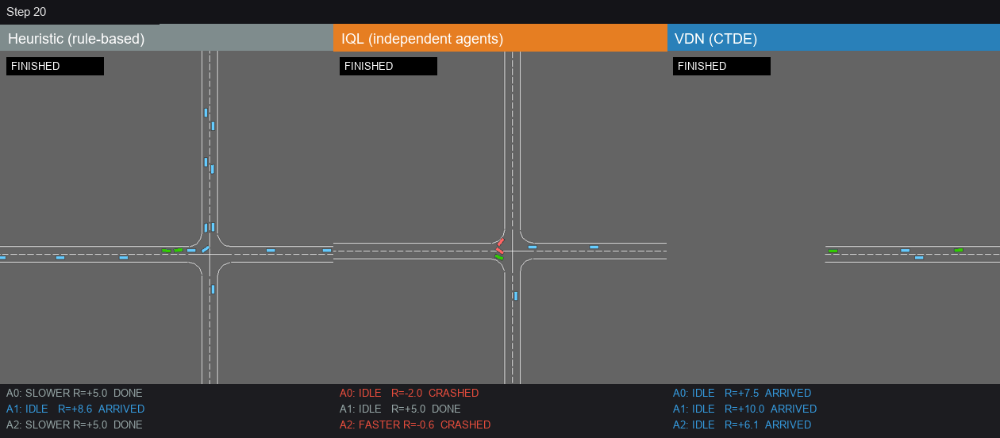 Step 20
Heuristic (rule-based)
IQL (independent agents)
VDN (CTDE)
FINISHED
FINISHED
FINISHED
A0: SLOWER R=+5.0 DONE
A1: IDLE R=+8.6 ARRIVED
A2: SLOWER R=+5.0 DONE
A0: IDLE R=-2.0 CRASHED
A1: IDLE R=+5.0 DONE
A2: FASTER R=-0.6 CRASHED
A0: IDLE R=+7.5 ARRIVED
A1: IDLE R=+10.0 ARRIVED
A2: IDLE R=+6.1 ARRIVED